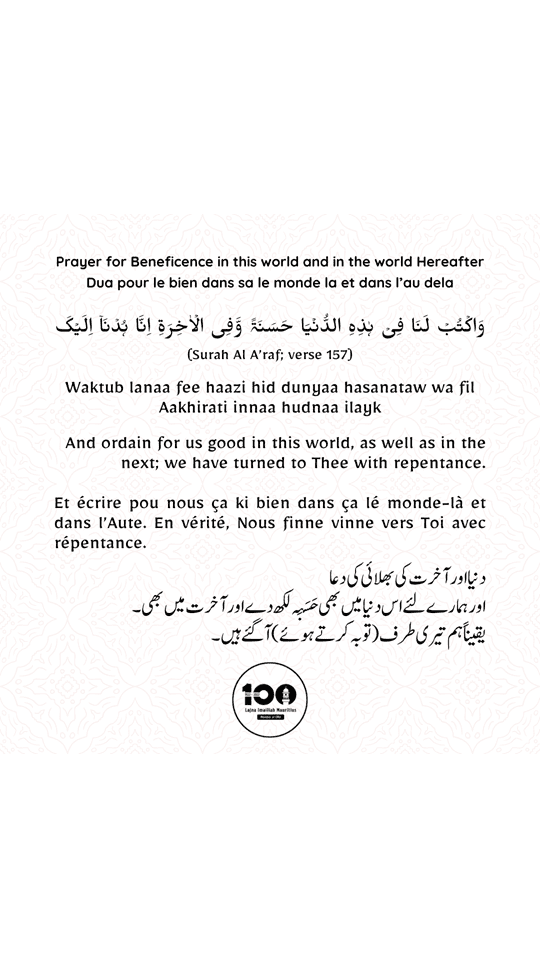 Prayer for Beneficence in this world and in the world Hereafter
Dua pour le bien dans sa le monde la et dans l'au dela
وَاکۡتُبۡ لَنَا فِیۡ ہٰذِہِ الدُّنۡیَا حَسَنَۃً وَّفِی الۡاٰخِرَۃِ اِنَّا ہُدۡنَاۤ اِلَیۡکَ
(Surah Al A'raf; verse 157)
Waktub lanaa fee haazi hid dunyaa hasanataw wa fil
Aakhirati innaa hudnaa ilayk
And ordain for us good in this world, as well as in the
next; we have turned to Thee with repentance.
Et écrire pou nous ça ki bien dans ça lé monde-là et
dans l'Aute. En vérité, Nous finne vinne vers Toi avec
répentance.
دنیا اور آخرت کی بھلائی کی دعا
اور ہمارے لئے اس دنیا میں بھی حَسَنہ لکھ دے اور آخرت میں بھی۔
یقیناً ہم تیری طرف (توبہ کرتے ہوئے) آگئے ہیں۔
100
Lajna Imaillah Mauritius